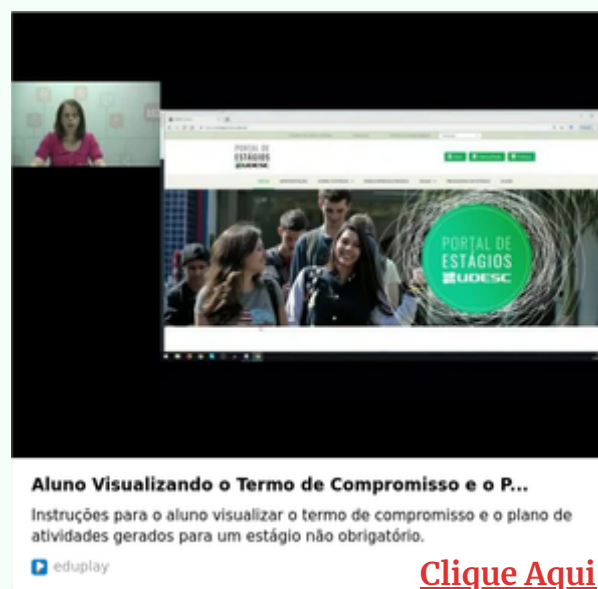 PORTAL DE
ESTÁGIOS
UDESC
PORTAL DE
ESTÁGIOS
UDESC
Aluno Visualizando o Termo de Compromisso e o P...
Instruções para o aluno visualizar o termo de compromisso e o plano de
atividades gerados para um estágio não obrigatório.
eduplay
Clique Aqui